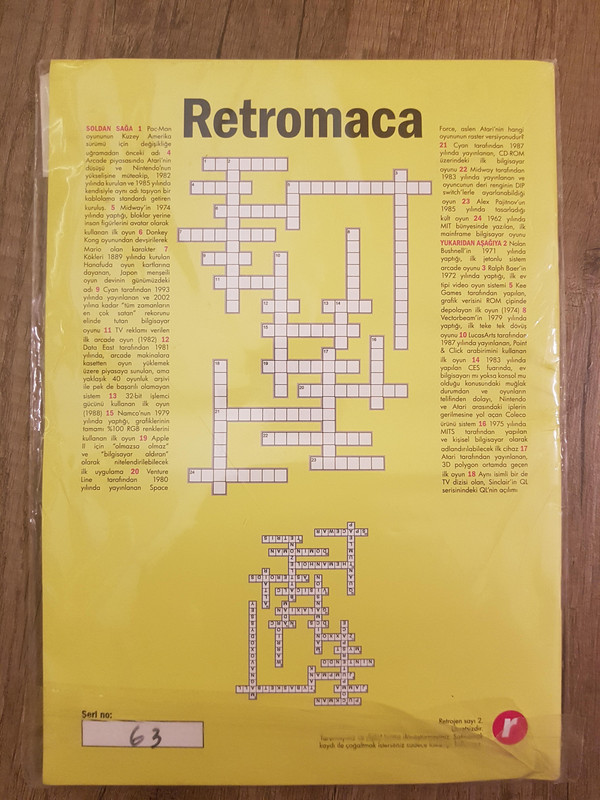 Retromaca
SOLDAN SAĞA 1 Pac-Man
oyununun Kuzey Amerika
sürümü için değişikliğe
uğramadan önceki adı 4
Arcade piyasasında Atari'nin
düşüşü ve Nintendo'nun
yükselişine müteakip, 1982
yılında kurulan ve 1985 yılında
kendisiyle aynı adı taşıyan bir
kablolama standardı getiren
kuruluş. 5 Midway'in 1974
yılında yaptığı, bloklar yerine
insan figürlerini avatar olarak
kullanan ilk oyun 6 Donkey
Kong oyunundan devşirilerek
Mario olan karakter 7
Kökleri 1889 yılında kurulan
Hanafuda oyun kartlarına
dayanan, Japon menşeili
oyun devinin günümüzdeki
adı 9 Cyan tarafından 1993
yılında yayınlanan ve 2002
yılına kadar "tüm zamanların
en çok satan" rekorunu
elinde tutan bilgisayar
oyunu 11 TV reklamı verilen
ilk arcade oyun (1982) 12
Data East tarafından 1981
yılında, arcade makinalara
kasetten oyun yüklemek
üzere piyasaya sunulan, ama
yaklaşık 40 oyunluk arşivi
ile pek de basarılı olamayan
sistem 13 32-bit işlemci
gücünü kullanan ilk oyun
(1988) 15 Namco'nun 1979
yılında yaptığı, grafiklerinin
tamamı %100 RGB renklerini
kullanan ilk oyun 19 Apple
II için "olmazsa olmaz"
ve "bilgisayar aldıran"
olarak nitelendirilebilecek
ilk uygulama 20 Venture
Line tarafından 1980
yılında yayınlanan Space
Force, aslen Atari'nin hangi
oyununun raster versiyonudur?
21 Cyan tarafından 1987
yılında yayınlanan, CD-ROM
üzerindeki ilk bilgisayar
oyunu 22 Midway tarafından
1983 yılında yayınlanan ve
oyuncunun deri renginin DIP
switch'lerle ayarlanabildiği
oyun 23 Alex Pajitnov'un
1985 yılında tasarladığı
kült oyun 24 1962 yılında
MIT bünyesinde yazılan, ilk
mainframe bilgisayar oyunu
YUKARIDAN AŞAĞIYA 2 Nolan
Bushnell'in 1971 yılında
yaptığı, ilk jetonlu sistem
arcade oyunu 3 Ralph Baer'in
1972 yılında yaptığı, ilk ev
tipi video oyun sistemi 5 Kee
Games tarafından yapılan,
grafik verisini ROM çipinde
depolayan ilk oyun (1974) 8
Vectorbeam'in 1979 yılında
yaptığı, ilk teke tek dövüş
oyunu 10 LucasArts tarafından
1987 yılında yayınlanan, Point
& Click arabirimini kullanan
ilk oyun 14 1983 yılında
yapılan CES fuarında, ev
bilgisayarı mı yoksa konsol mu
olduğu konusundaki muğlak
durumdan ve oyunların
telifinden dolayı, Nintendo
ve Atari arasındaki iplerin
gerilmesine yol açan Coleco
ürünü sistem 16 1975 yılında
MITS tarafından yapılan
ve kişisel bilgisayar olarak
adlandırılabilecek ilk cihaz 17
Atari tarafından yayınlanan,
3D polygon ortamda geçen
ilk oyun 18 Aynı isimli bir de
TV dizisi olan, Sinclair'in QL
serisinindeki QL'nin açılımı
Seri no:
63
Retrojen sayı 2,
r